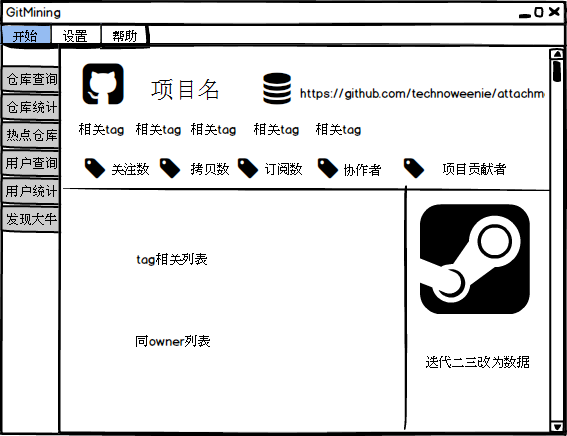 GitMining
开始 设置 帮助
仓库查询
仓库统计
热点仓库
用户查询
用户统计
发现大牛
项目名 https://github.com/technoweenie/attachm
相关tag 相关tag 相关tag 相关tag 相关tag
关注数 拷贝数 订阅数 协作者 项目贡献者
tag相关列表
同owner列表
迭代二三改为数据